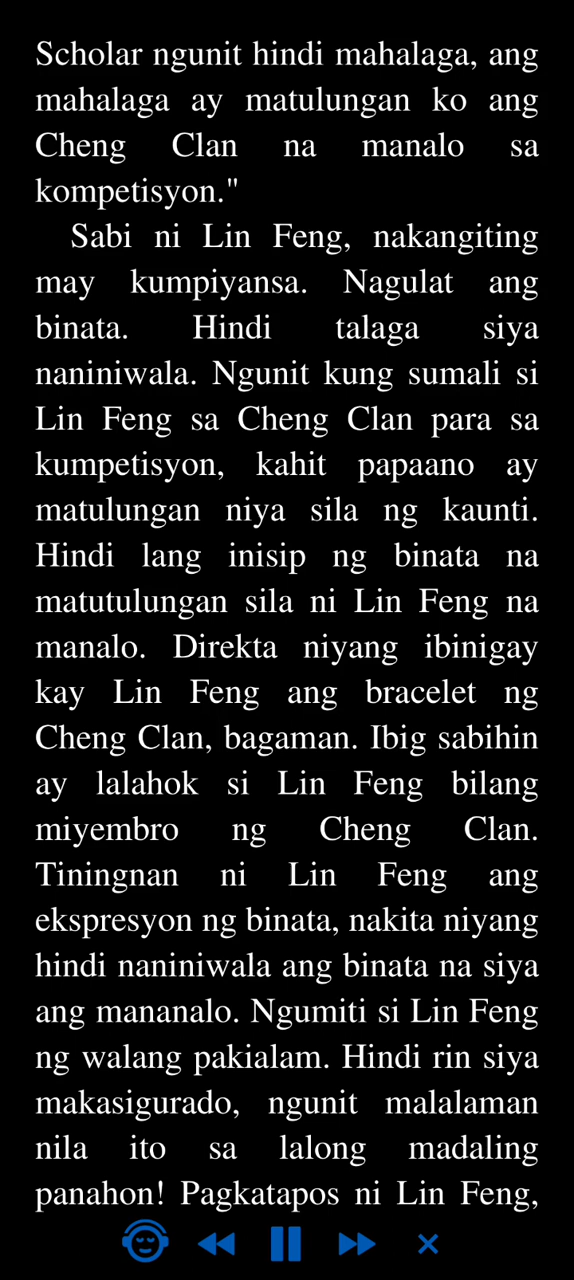 Scholar ngunit hindi mahalaga, ang
mahalaga ay matulungan ko ang
Cheng Clan na manalo sa
kompetisyon."
Sabi ni Lin Feng, nakangiting
may kumpiyansa. Nagulat ang
binata. Hindi talaga siya
naniniwala. Ngunit kung sumali si
Lin Feng sa Cheng Clan para sa
kumpetisyon, kahit papaano ay
matulungan niya sila ng kaunti.
Hindi lang inisip ng binata na
matutulungan sila ni Lin Feng na
manalo. Direkta niyang ibinigay
kay Lin Feng ang bracelet ng
Cheng Clan, bagaman. Ibig sabihin
ay lalahok si Lin Feng bilang
miyembro ng Cheng Clan.
Tiningnan ni Lin Feng ang
ekspresyon ng binata, nakita niyang
hindi naniniwala ang binata na siya
ang mananalo. Ngumiti si Lin Feng
ng walang pakialam. Hindi rin siya
makasigurado, ngunit malalaman
nila ito sa lalong madaling
panahon! Pagkatapos ni Lin Feng,